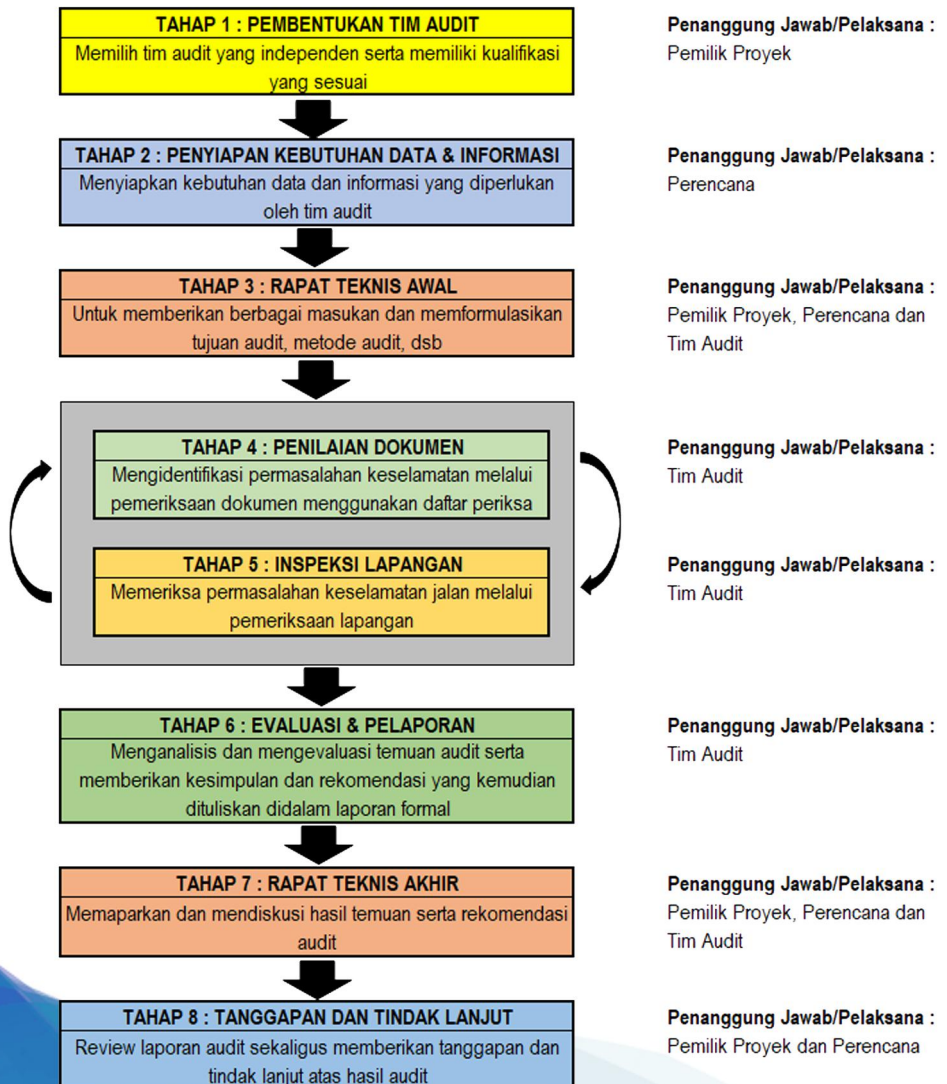 TAHAP 1 : PEMBENTUKAN TIM AUDIT
Memilih tim audit yang independen serta memiliki kualifikasi
yang sesuai
Penanggung Jawab/Pelaksana :
Pemilik Proyek
TAHAP 2 : PENYIAPAN KEBUTUHAN DATA & INFORMASI
Menyiapkan kebutuhan data dan informasi yang diperlukan
oleh tim audit
Penanggung Jawab/Pelaksana :
Perencana
TAHAP 3 : RAPAT TEKNIS AWAL
Untuk memberikan berbagai masukan dan memformulasikan
tujuan audit, metode audit, dsb
Penanggung Jawab/Pelaksana :
Pemilik Proyek, Perencana dan
Tim Audit
TAHAP 4 : PENILAIAN DOKUMEN
Mengidentifikasi permasalahan keselamatan melalui
pemeriksaan dokumen menggunakan daftar periksa
Penanggung Jawab/Pelaksana :
Tim Audit
TAHAP 5 : INSPEKSI LAPANGAN
Memeriksa permasalahan keselamatan jalan melalui
pemeriksaan lapangan
Penanggung Jawab/Pelaksana :
Tim Audit
TAHAP 6 : EVALUASI & PELAPORAN
Menganalisis dan mengevaluasi temuan audit serta
memberikan kesimpulan dan rekomendasi yang kemudian
dituliskan didalam laporan formal
Penanggung Jawab/Pelaksana :
Tim Audit
TAHAP 7 : RAPAT TEKNIS AKHIR
Memaparkan dan mendiskusi hasil temuan serta rekomendasi
audit
Penanggung Jawab/Pelaksana :
Pemilik Proyek, Perencana dan
Tim Audit
TAHAP 8 : TANGGAPAN DAN TINDAK LANJUT
Review laporan audit sekaligus memberikan tanggapan dan
tindak lanjut atas hasil audit
Penanggung Jawab/Pelaksana :
Pemilik Proyek dan Perencana